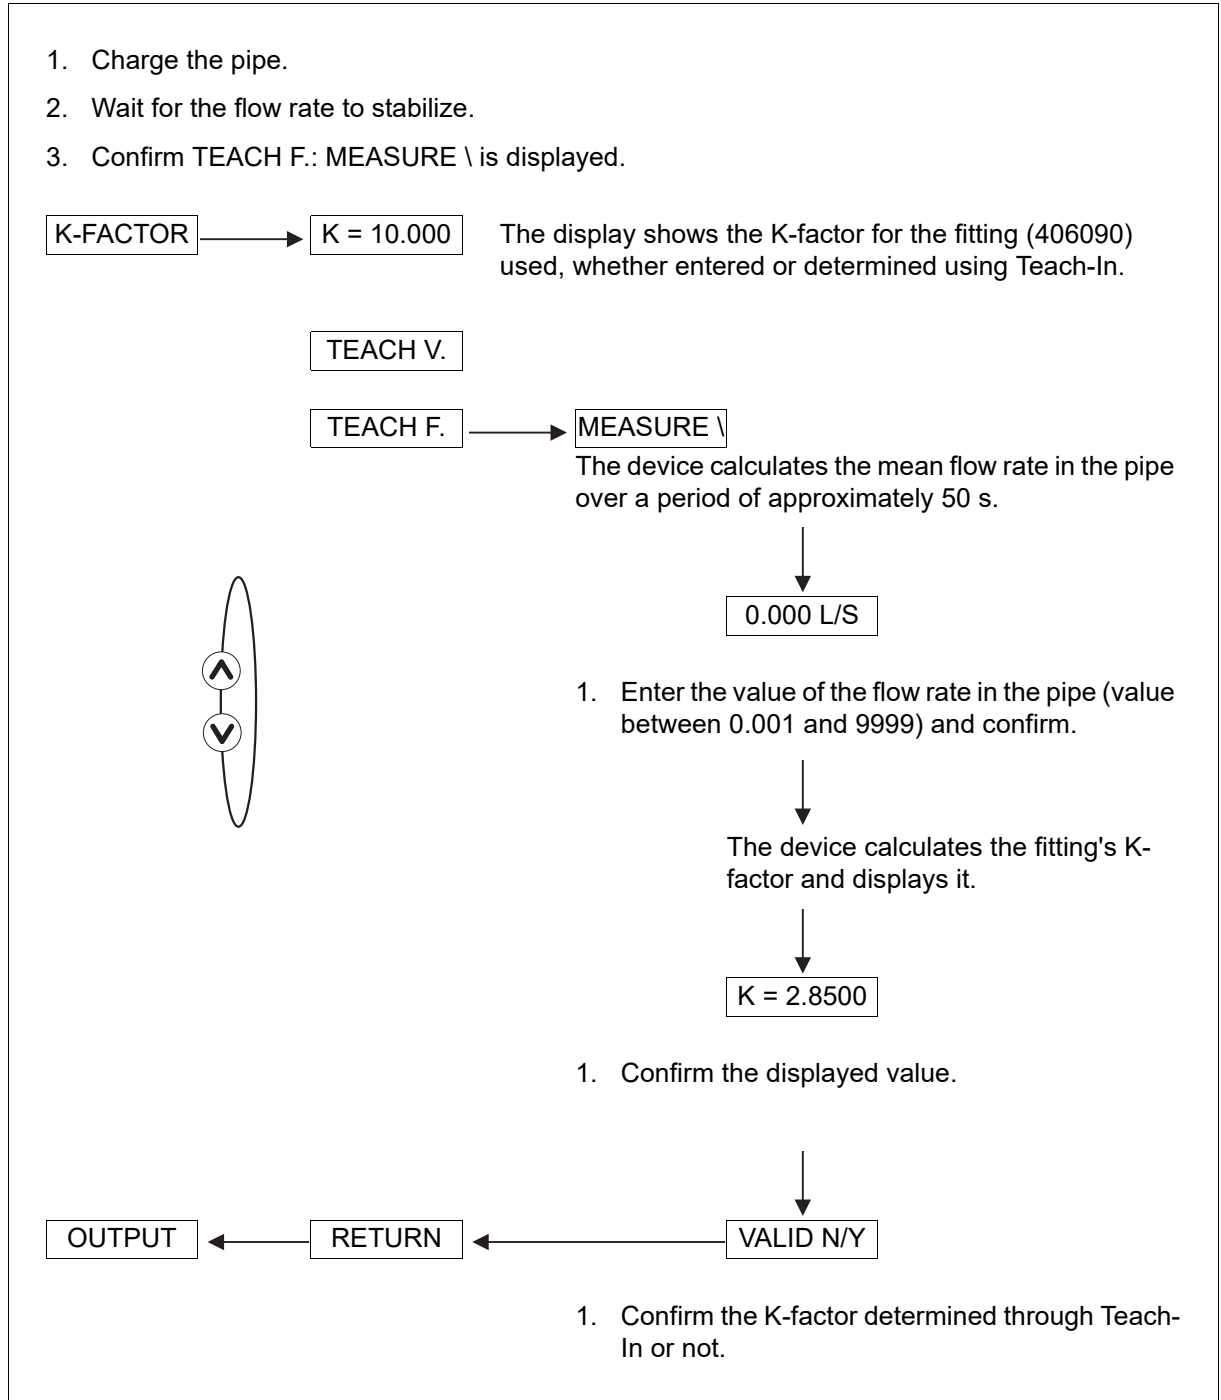 1. Charge the pipe.
2. Wait for the flow rate to stabilize.
3. Confirm TEACH F.: MEASURE \ is displayed.
K-FACTOR
K = 10.000
The display shows the K-factor for the fitting (406090)
used, whether entered or determined using Teach-In.
TEACH V.
TEACH F.
MEASURE \
The device calculates the mean flow rate in the pipe
over a period of approximately 50 s.
0.000 L/S
1. Enter the value of the flow rate in the pipe (value
between 0.001 and 9999) and confirm.
The device calculates the fitting's K-
factor and displays it.
K = 2.8500
1. Confirm the displayed value.
OUTPUT
RETURN
VALID N/Y
1. Confirm the K-factor determined through Teach-
In or not.